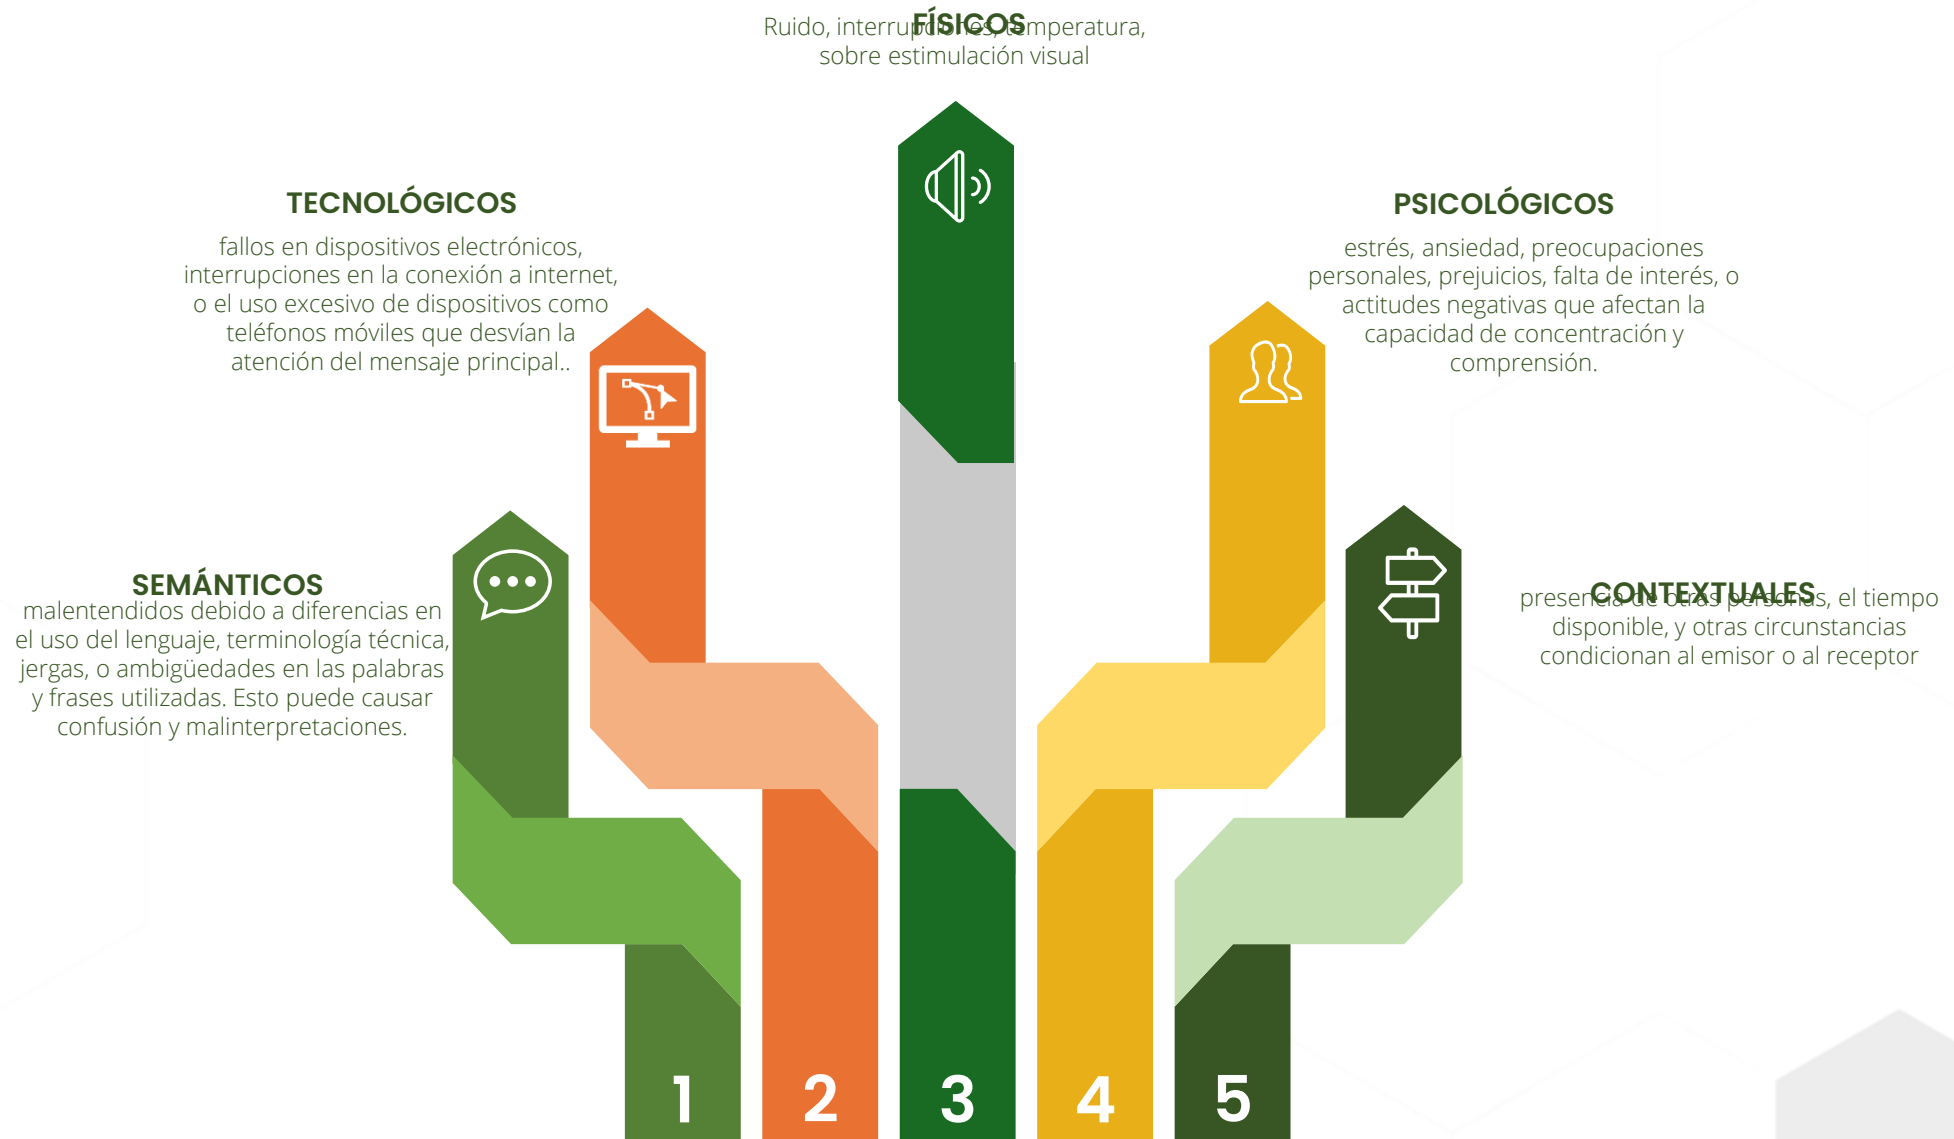 FÍSICOS
Ruido, interrupciones, temperatura,
sobre estimulación visual
TECNOLÓGICOS
fallos en dispositivos electrónicos,
interrupciones en la conexión a internet,
o el uso excesivo de dispositivos como
teléfonos móviles que desvían la
atención del mensaje principal..
PSICOLÓGICOS
estrés, ansiedad, preocupaciones
personales, prejuicios, falta de interés, o
actitudes negativas que afectan la
capacidad de concentración y
comprensión.
SEMÁNTICOS
malentendidos debido a diferencias en
el uso del lenguaje, terminología técnica,
jergas, o ambigüedades en las palabras
y frases utilizadas. Esto puede causar
confusión y malinterpretaciones.
CONTEXTUALES
presencia de otras personas, el tiempo
disponible, y otras circunstancias
condicionan al emisor o al receptor
1
2
3
4
5